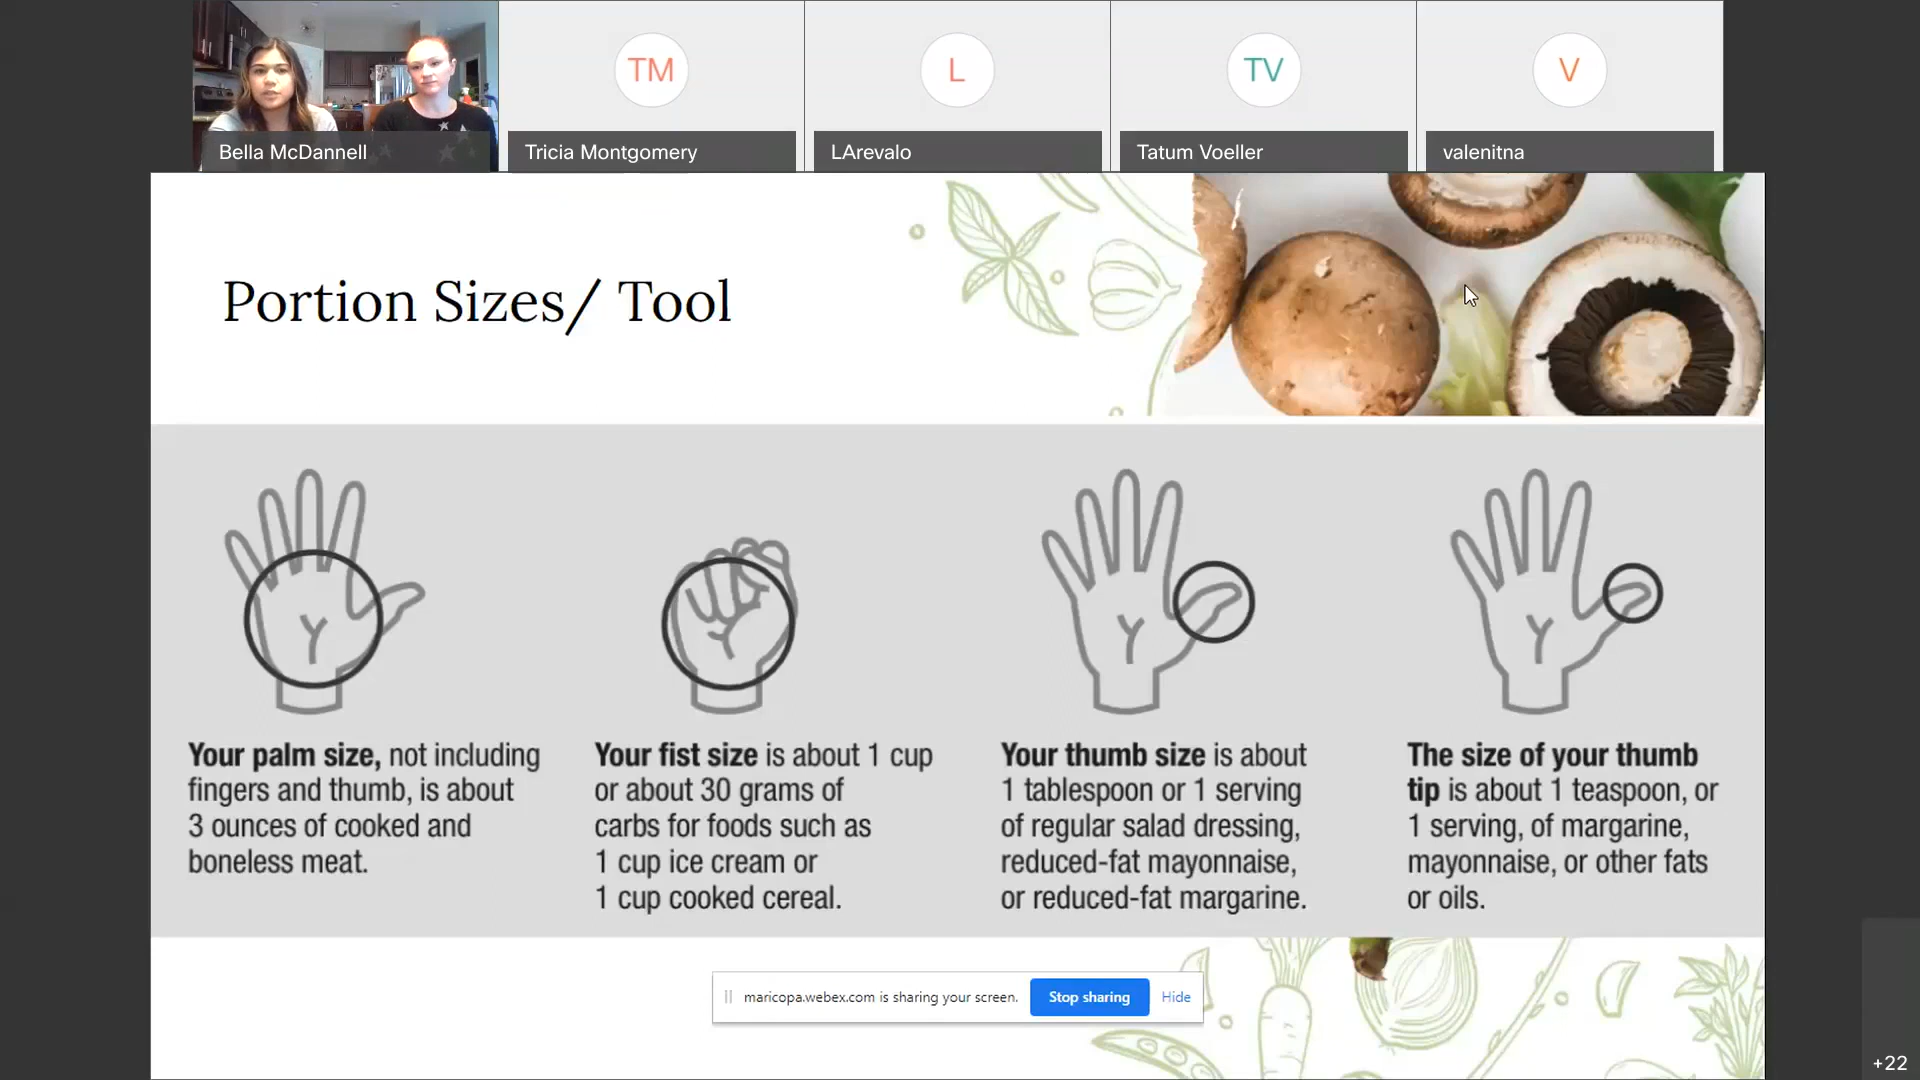 TM
L
TV
V
Bella McDannell
Tricia Montgomery
LArevalo
Tatum Voeller
valenitna
Portion Sizes/ Tool
Your palm size, not including
fingers and thumb, is about
3 ounces of cooked and
boneless meat.
Your fist size is about 1 cup
or about 30 grams of
carbs for foods such as
1 cup ice cream or
1 cup cooked cereal.
Your thumb size is about
1 tablespoon or 1 serving
of regular salad dressing,
reduced-fat mayonnaise,
or reduced-fat margarine.
The size of your thumb
tip is about 1 teaspoon, or
1 serving, of margarine,
mayonnaise, or other fats
or oils.
maricopa.webex.com is sharing your screen.
Stop sharing
Hide
+22